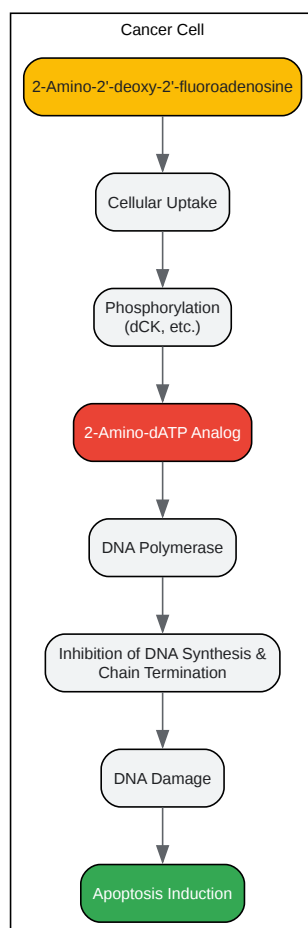 Cancer Cell
2-Amino-2'-deoxy-2'-fluoroadenosine
Cellular Uptake
Phosphorylation
(dCK, etc.)
2-Amino-dATP Analog
DNA Polymerase
Inhibition of DNA Synthesis &
Chain Termination
DNA Damage
Apoptosis Induction